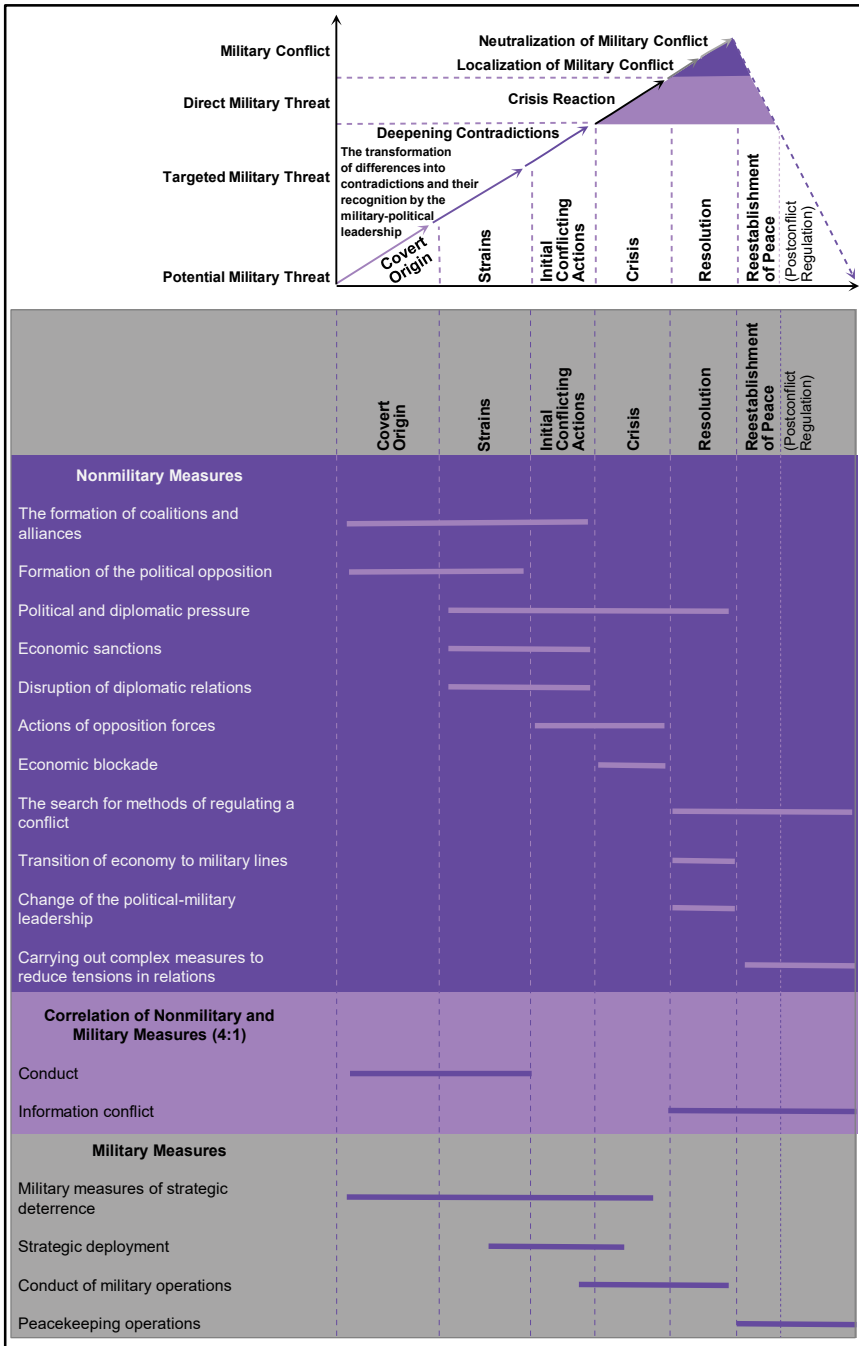 Military Conflict
Neutralization of Military Conflict
Localization of Military Conflict
Direct Military Threat
Crisis Reaction
Deepening Contradictions
The transformation
of differences into
contradictions and their
recognition by the
military-political
leadership
Targeted Military Threat
Potential Military Threat
Covert
Origin
Strains
Initial
Conflicting
Actions
Crisis
Resolution
Reestablishment
of Peace
(Postconflict
Regulation)
Covert
Origin
Strains
Initial
Conflicting
Actions
Crisis
Resolution
Reestablishment
of Peace
(Postconflict
Regulation)
Nonmilitary Measures
The formation of coalitions and
alliances
Formation of the political opposition
Political and diplomatic pressure
Economic sanctions
Disruption of diplomatic relations
Actions of opposition forces
Economic blockade
The search for methods of regulating a
conflict
Transition of economy to military lines
Change of the political-military
leadership
Carrying out complex measures to
reduce tensions in relations
Correlation of Nonmilitary and
Military Measures (4:1)
Conduct
Information conflict
Military Measures
Military measures of strategic
deterrence
Strategic deployment
Conduct of military operations
Peacekeeping operations